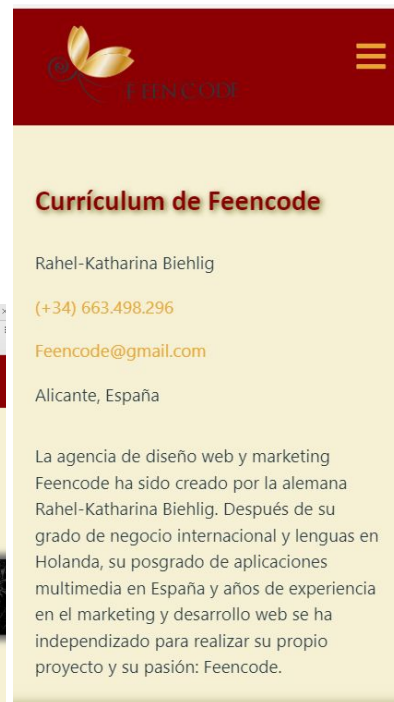 FEENCODE
Currículum de Feencode
Rahel-Katharina Biehlig
(+34) 663.498.296
Feencode@gmail.com
Alicante, España
La agencia de diseño web y marketing
Feencode ha sido creado por la alemana
Rahel-Katharina Biehlig. Después de su
grado de negocio internacional y lenguas en
Holanda, su posgrado de aplicaciones
multimedia en España y años de experiencia
en el marketing y desarrollo web se ha
independizado para realizar su propio
proyecto y su pasión: Feencode.